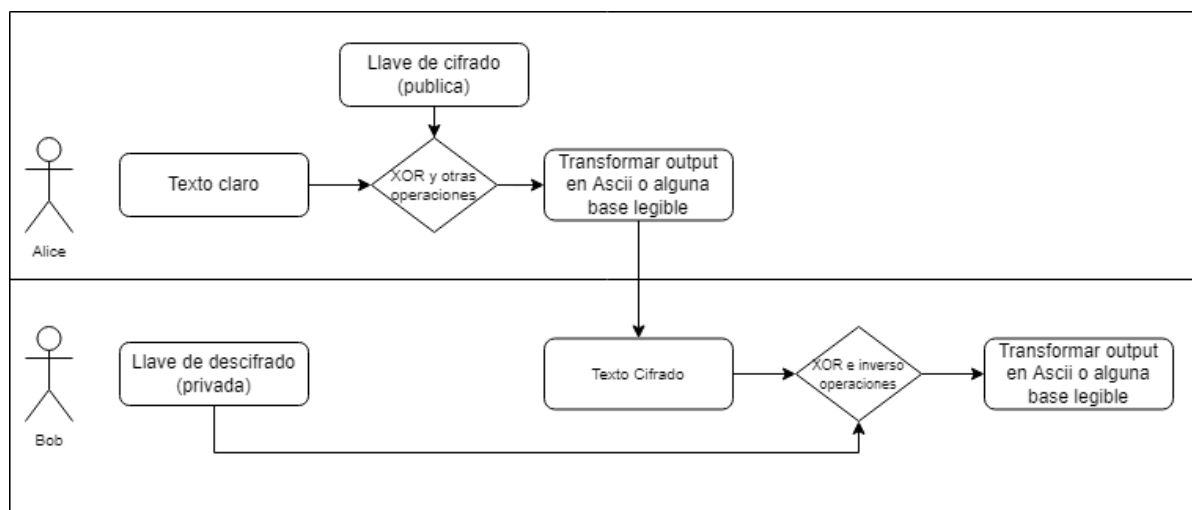 Llave de cifrado
(publica)
Texto claro
XOR y otras
operaciones
Transformar output
en Ascii o alguna
base legible
Alice
Llave de descifrado
(privada)
Texto Cifrado
XOR e inverso
operaciones
Transformar output
en Ascii o alguna
base legible
Bob